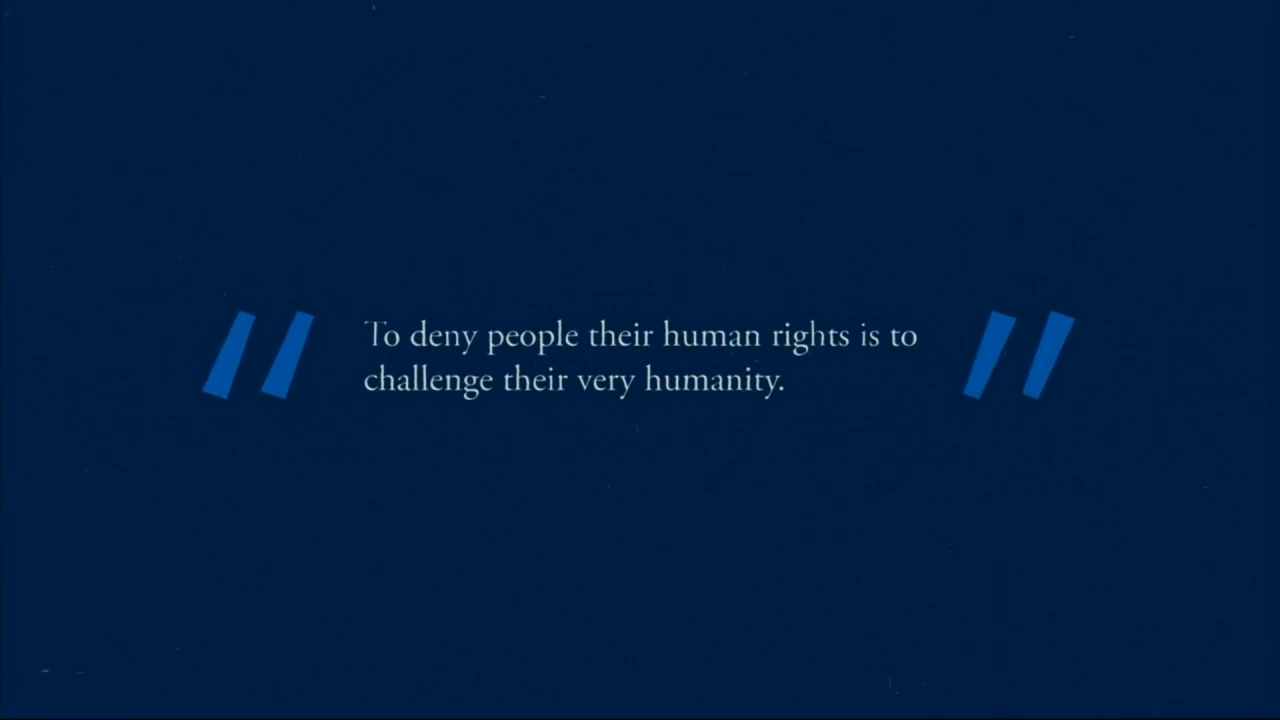 "To deny people their human rights is to
challenge their very humanity."